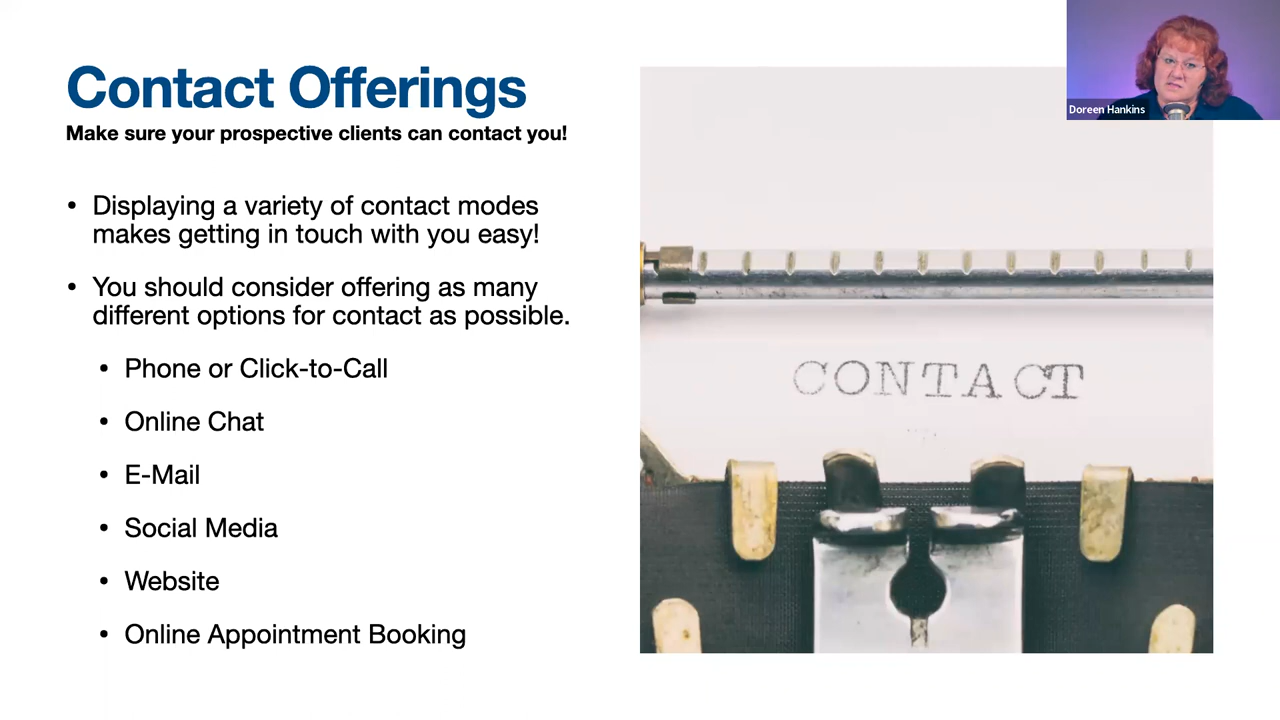 Contact Offerings
Make sure your prospective clients can contact you!
• Displaying a variety of contact modes
makes getting in touch with you easy!
• You should consider offering as many
different options for contact as possible.
• Phone or Click-to-Call
• Online Chat
• E-Mail
• Social Media
• Website
• Online Appointment Booking
CONTACT
Doreen Hankins